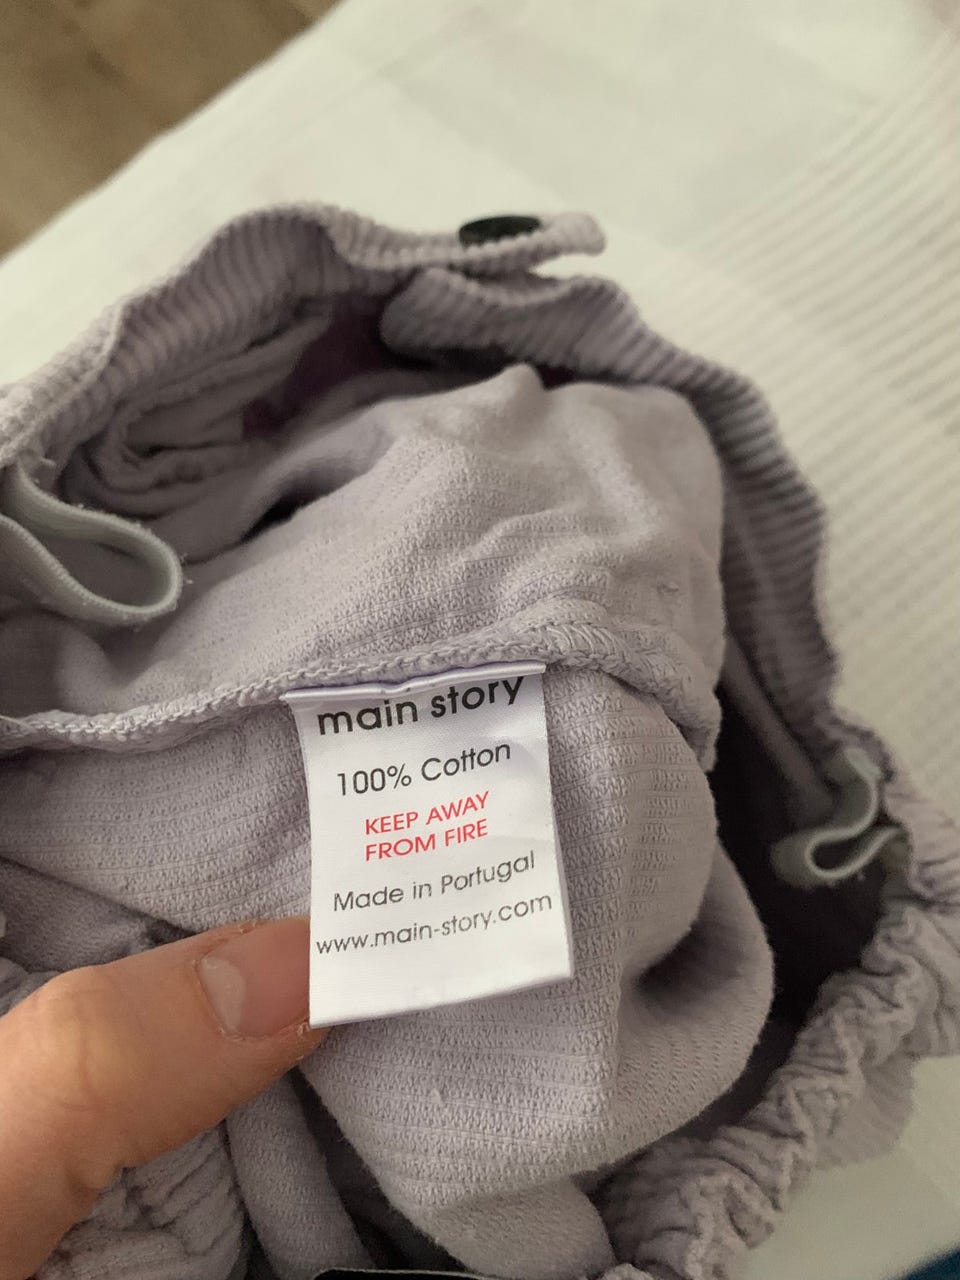 main story
100% Cotton
KEEP AWAY
FROM FIRE
Made in Portugal
www.main-story.com